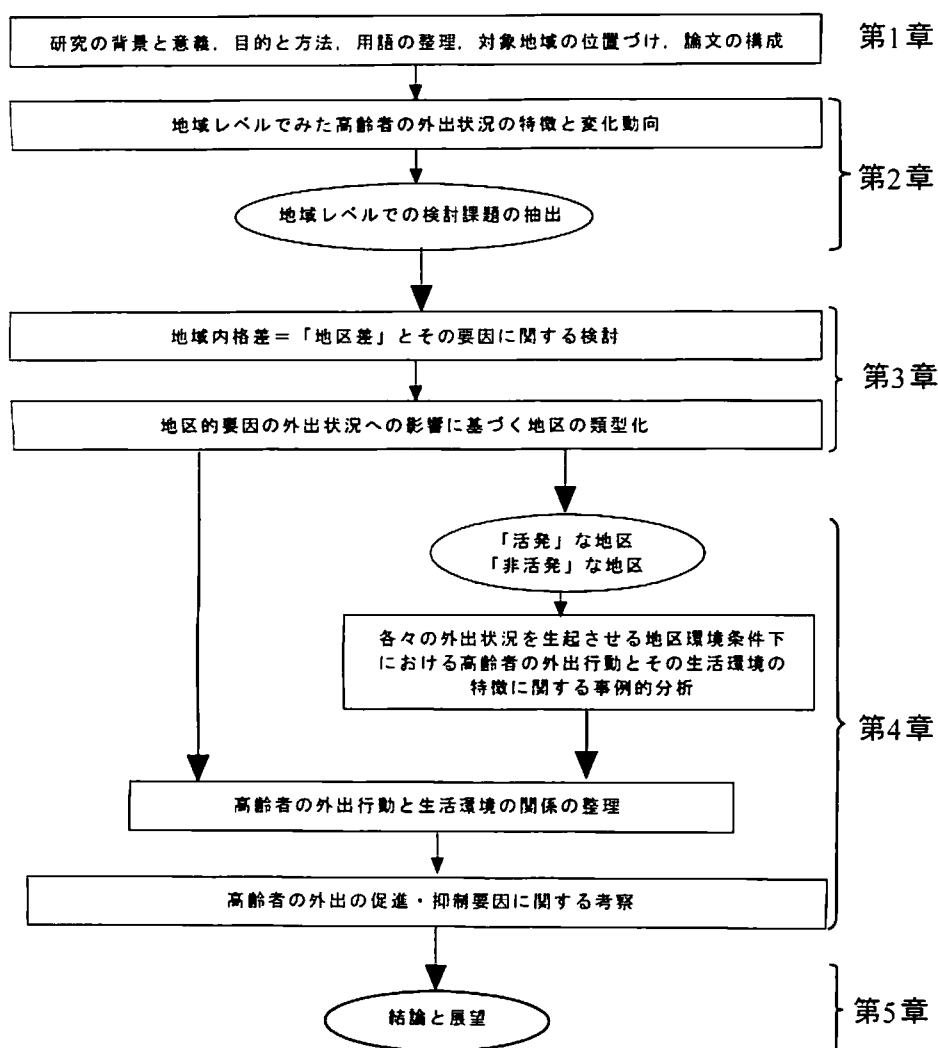 研究の背景と意義，目的と方法，用語の整理，対象地域の位置づけ，論文の構成
第1章
地域レベルでみた高齢者の外出状況の特徴と変化動向
第2章
地域レベルでの検討課題の抽出
地域内格差＝「地区差」とその要因に関する検討
第3章
地区的要因の外出状況への影響に基づく地区の類型化
「活発」な地区
「非活発」な地区
各々の外出状況を生起させる地区環境条件下
における高齢者の外出行動とその生活環境の
特徴に関する事例的分析
第4章
高齢者の外出行動と生活環境の関係の整理
高齢者の外出の促進・抑制要因に関する考察
結論と展望
第5章